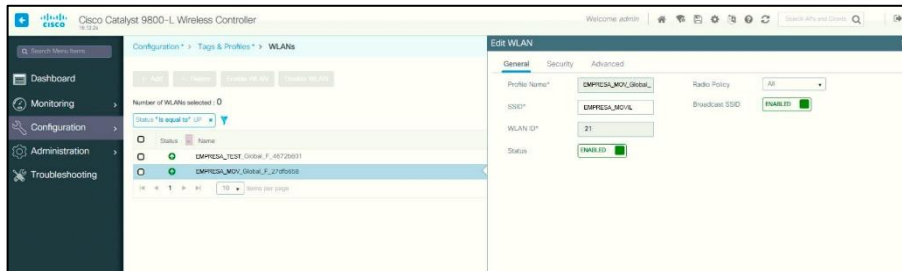 CISCO
Cisco Catalyst 9800-L Wireless Controller
Welcome admin
Search APs and Clients
Search Menu Items
Dashboard
Monitoring
Configuration
Administration
Troubleshooting
Configuration > Tags & Profiles > WLANs
+ Add
Delete
Enable WLAN
Disable WLAN
Number of WLANs selected : 0
Status "Is equal to" UP ×
Status
Name
EMPRESA_TEST_Global_F_
EMPRESA_MOV_Global_F_
1
10
items per page
Edit WLAN
General
Security
Advanced
Profile Name*
EMPRESA_MOV_Global_
Radio Policy
All
SSID*
EMPRESA_MOVIL
Broadcast SSID
ENABLED
WLAN ID*
21
Status
ENABLED